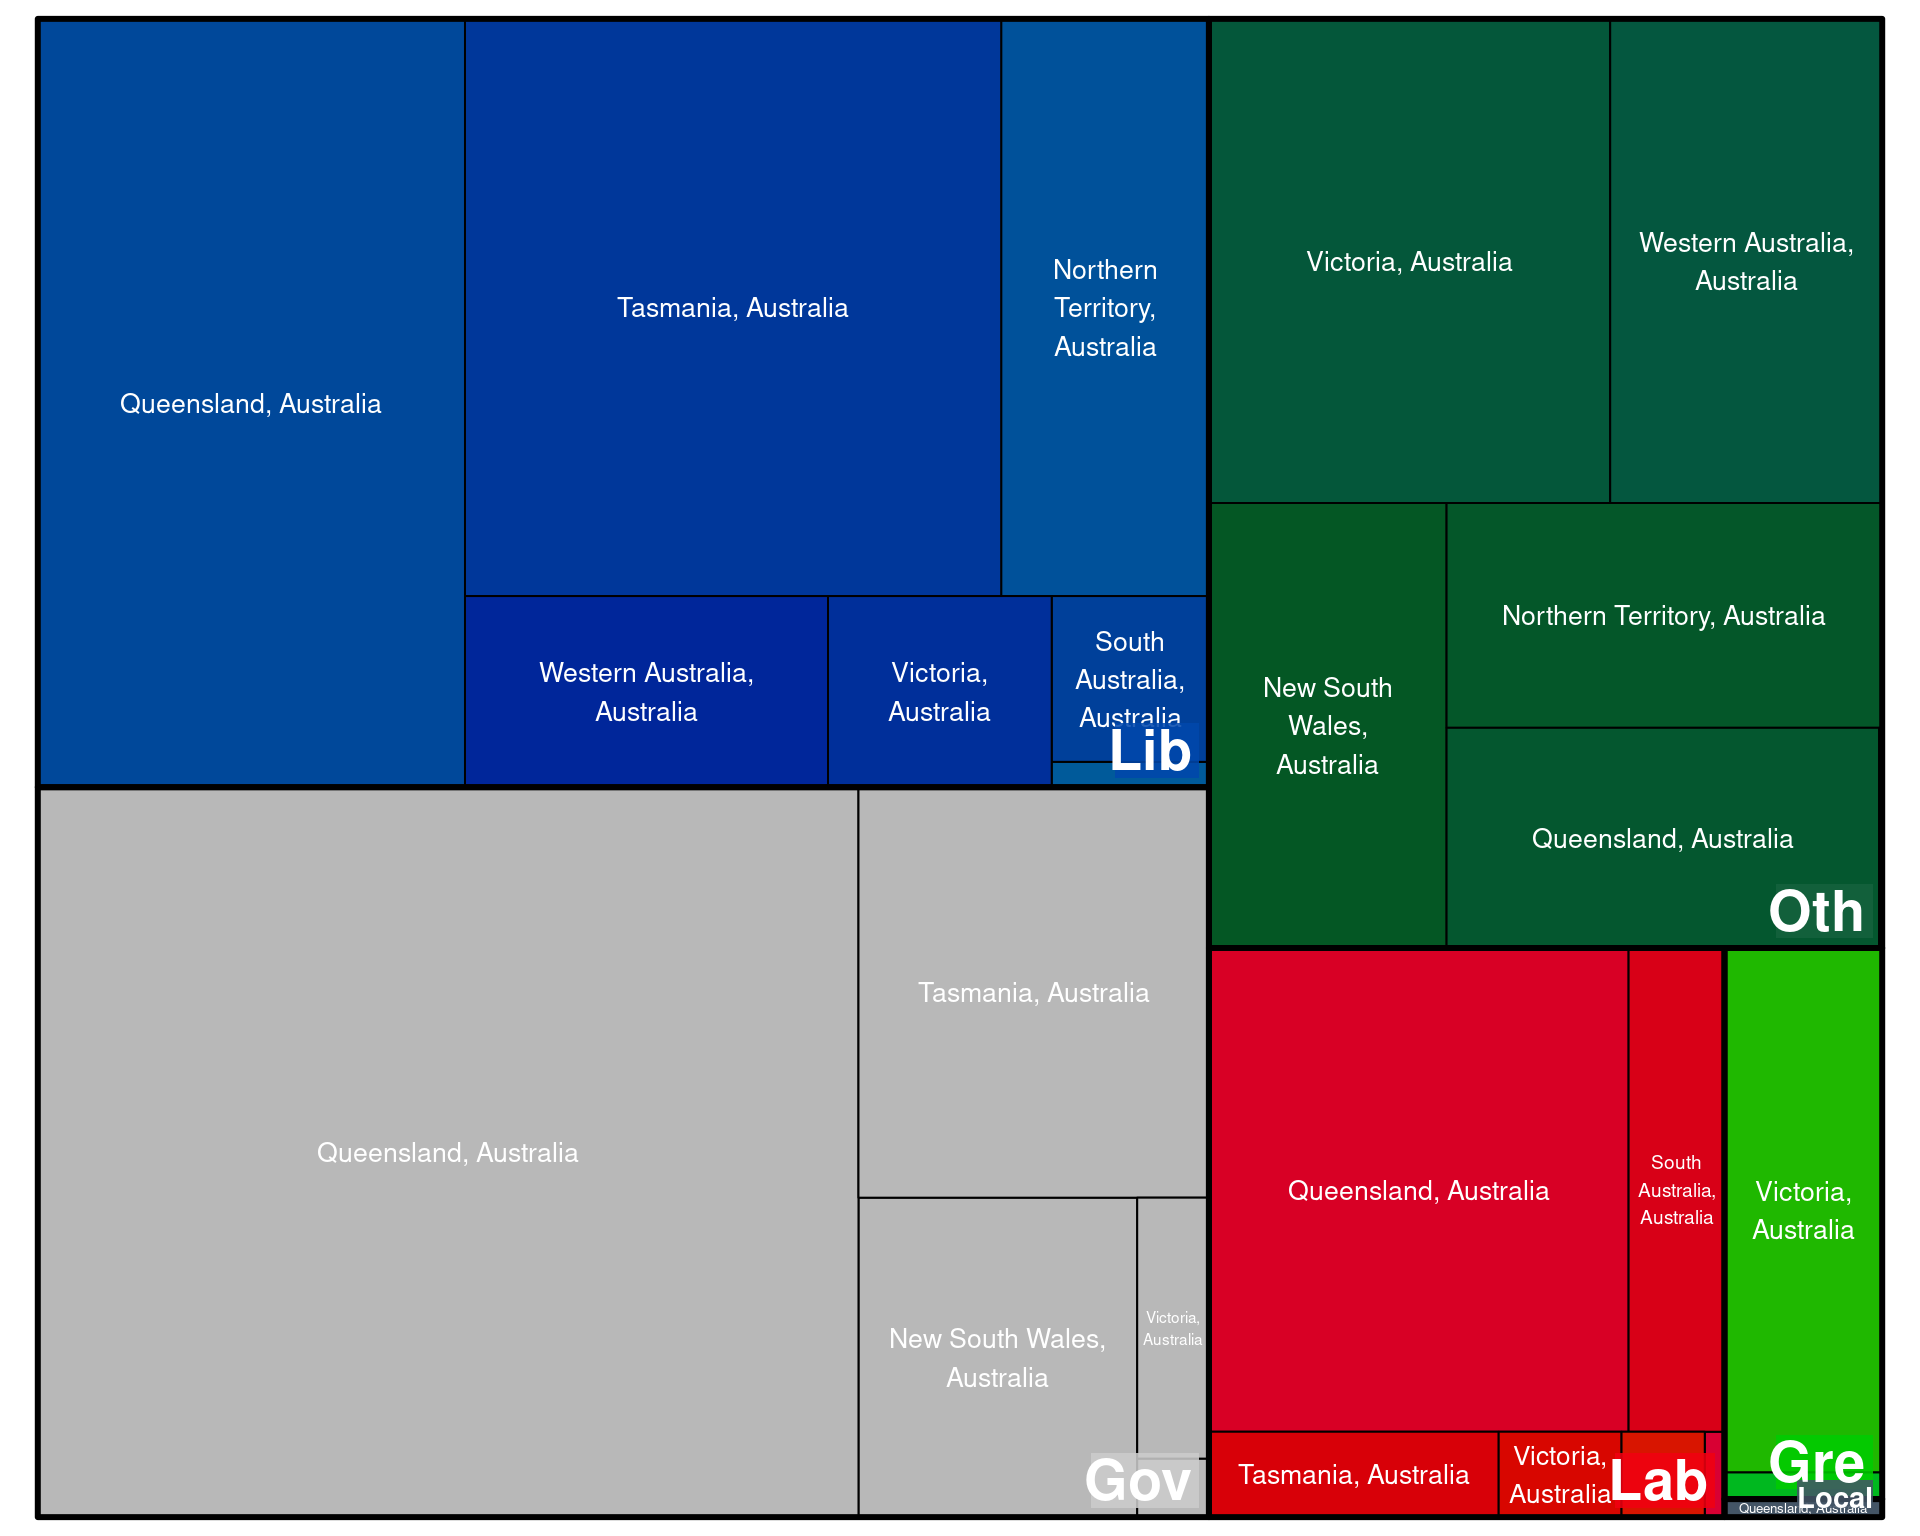 Queensland, Australia
Tasmania, Australia
Northern
Territory,
Australia
Western Australia,
Australia
Victoria,
Australia
South
Australia,
Australia
Lib
Victoria, Australia
Western Australia,
Australia
New South
Wales,
Australia
Northern Territory, Australia
Queensland, Australia
Oth
Queensland, Australia
Tasmania, Australia
New South Wales,
Australia
Victoria,
Australia
Gov
Queensland, Australia
South
Australia,
Australia
Tasmania, Australia
Victoria,
Australia
Lab
Victoria,
Australia
Gre
Queensland, Australia
Local